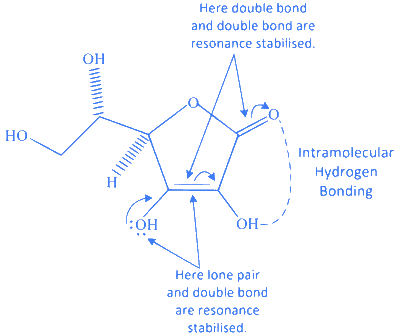 Here double bond
and double bond are
resonance stabilised.
OH
O
O
HO
H
Intramolecular
Hydrogen
Bonding
:OH
OH
Here lone pair
and double bond
are resonance
stabilised.